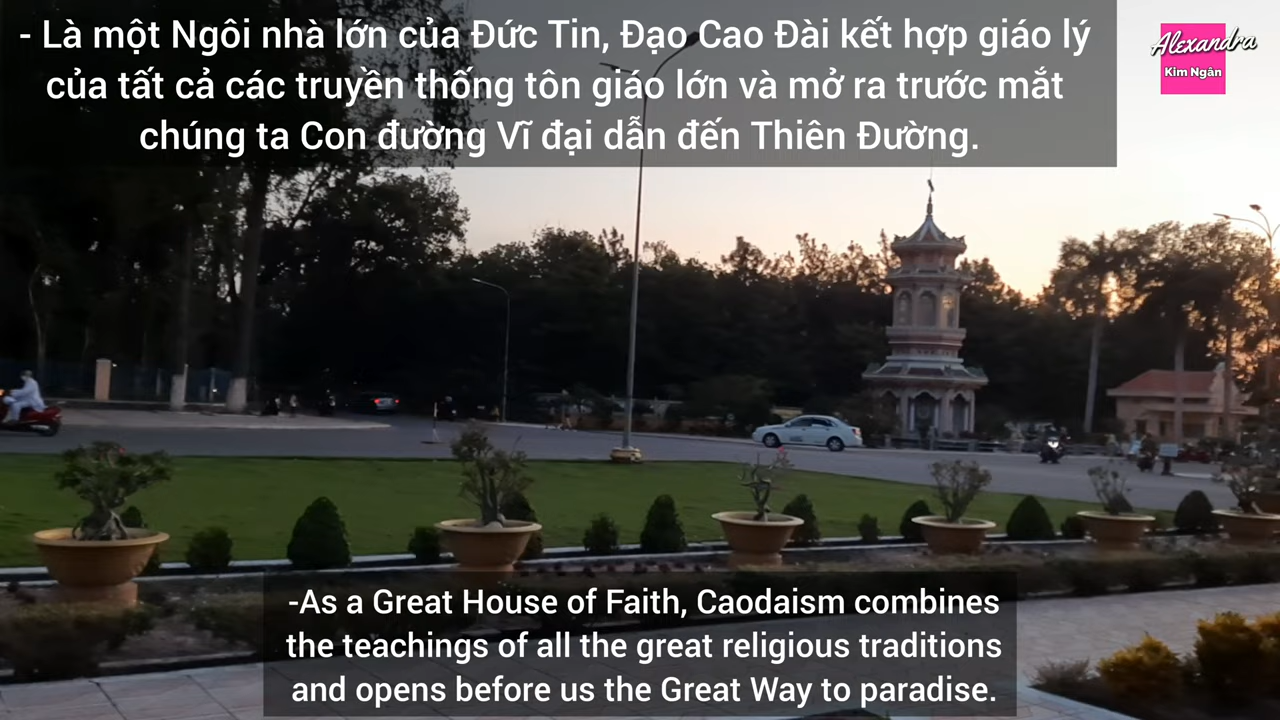 - Là một Ngôi nhà lớn của Đức Tin, Đạo Cao Đài kết hợp giáo lý
của tất cả các truyền thống tôn giáo lớn và mở ra trước mắt
chúng ta Con đường Vĩ đại dẫn đến Thiên Đường.
Alexandra
Kim Ngân
-As a Great House of Faith, Caodaism combines
the teachings of all the great religious traditions
and opens before us the Great Way to paradise.